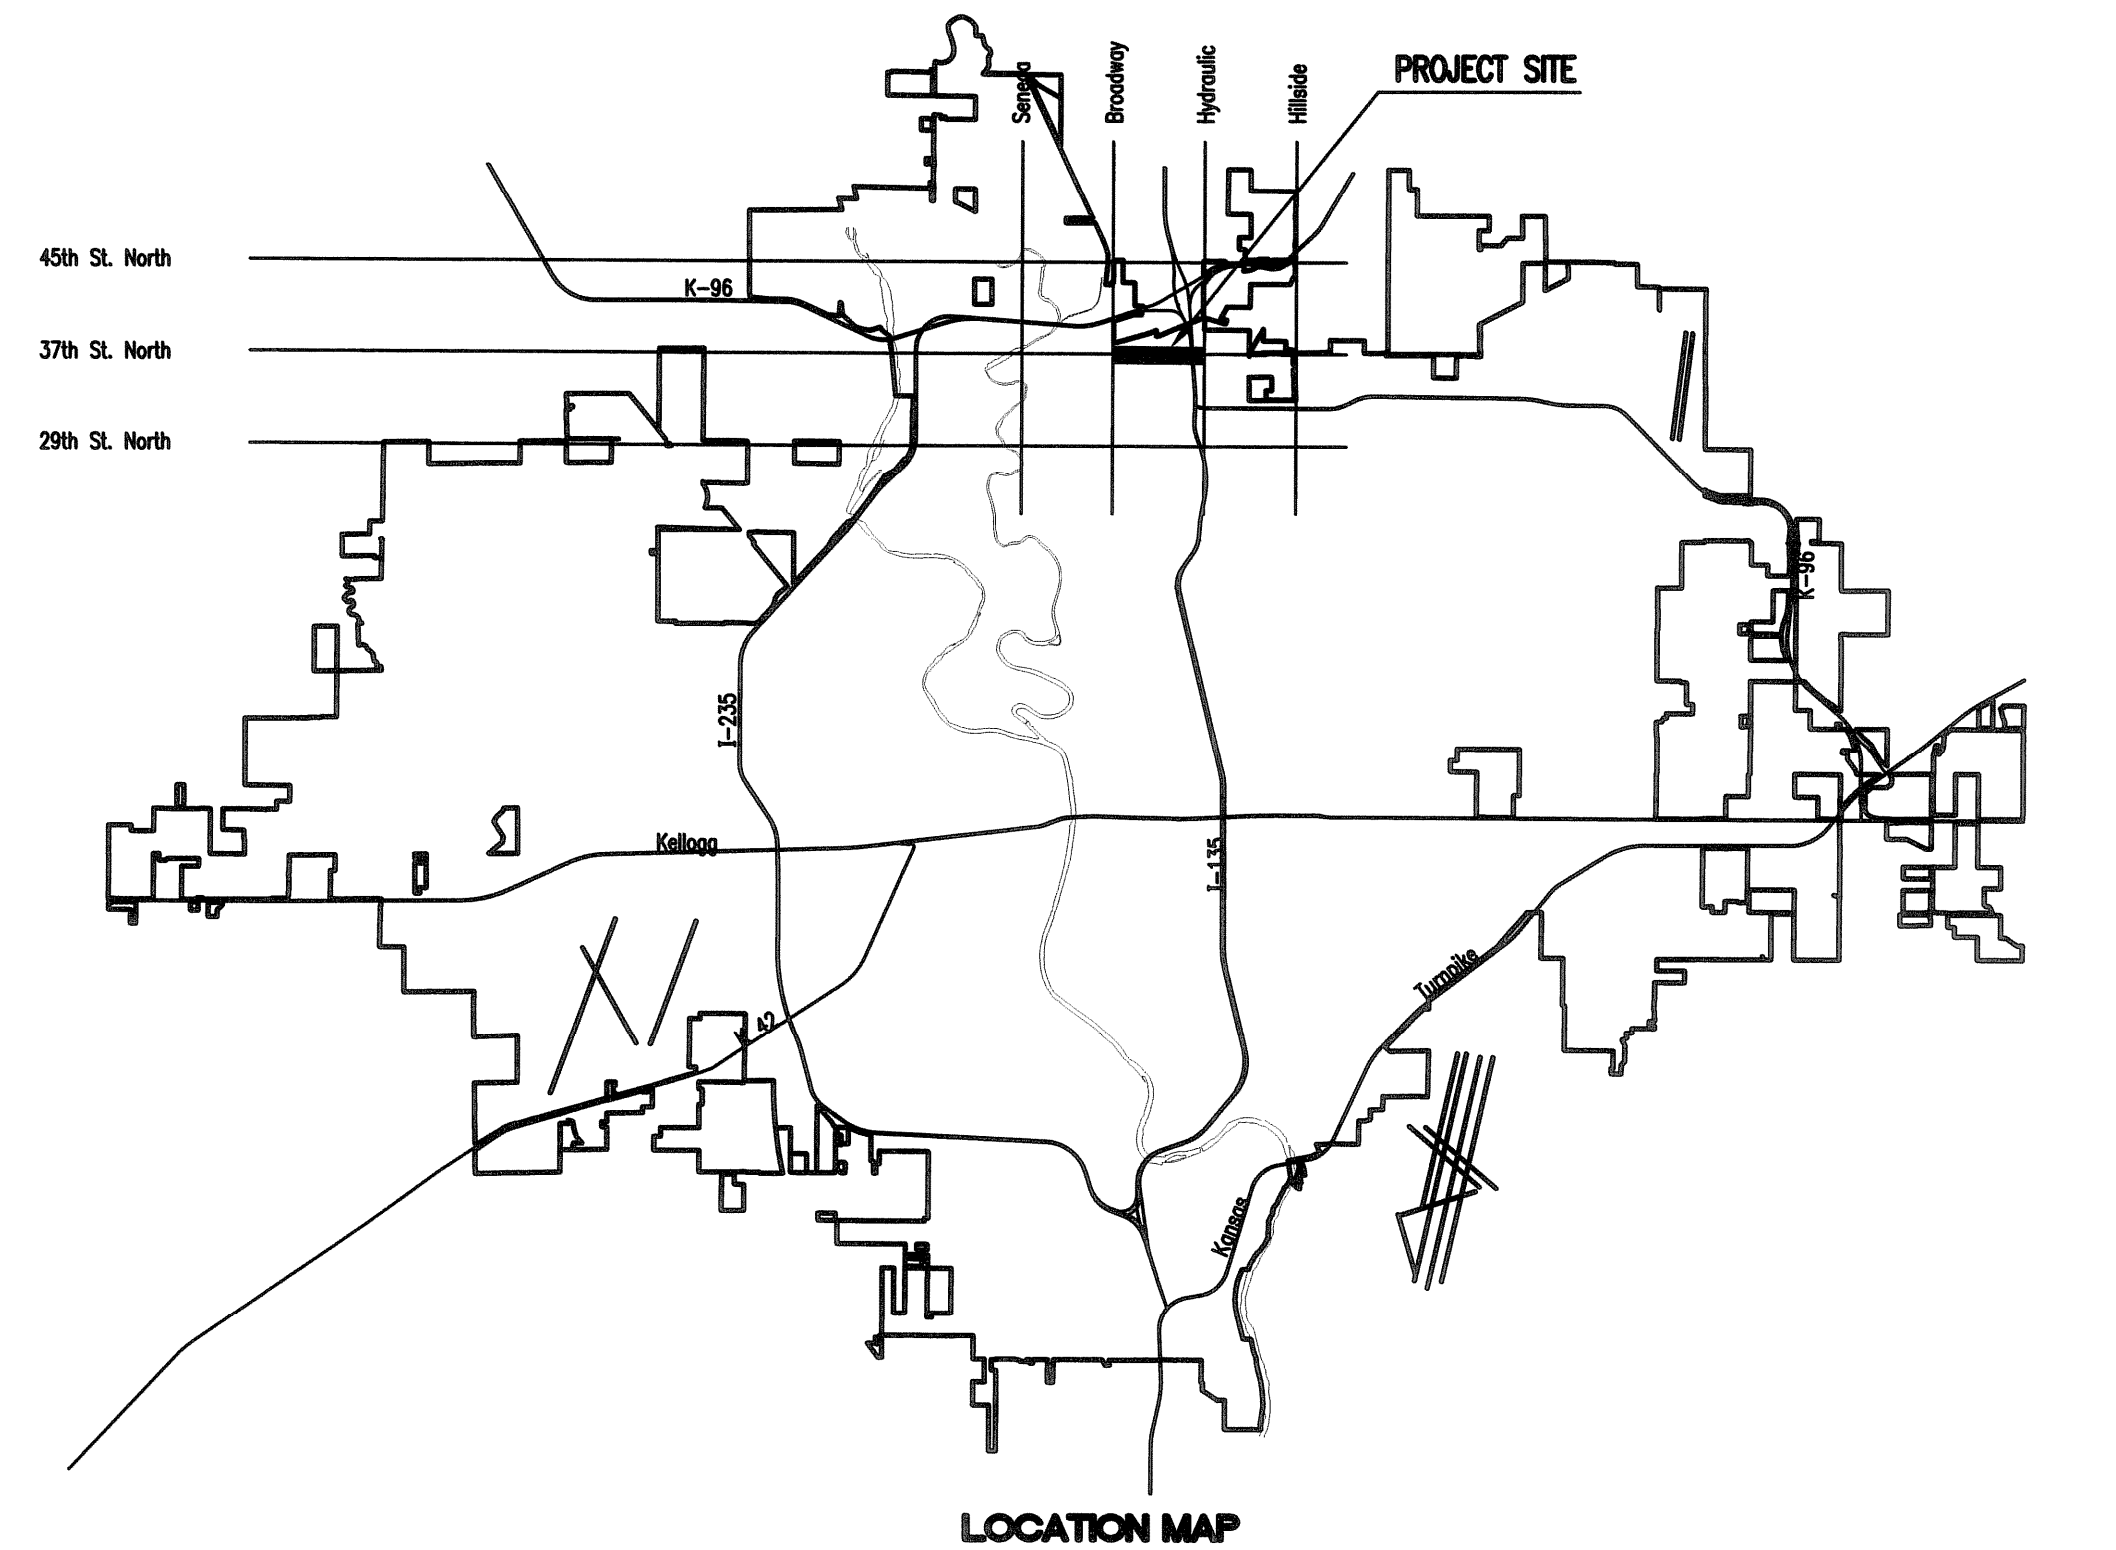 PROJECT SITE
Seneca
Broadway
Hydraulic
Hillside
45th St. North
K-96
37th St. North
29th St. North
K-96
I-235
Kellogg
I-135
Turnpike
42
Kansas
LOCATION MAP